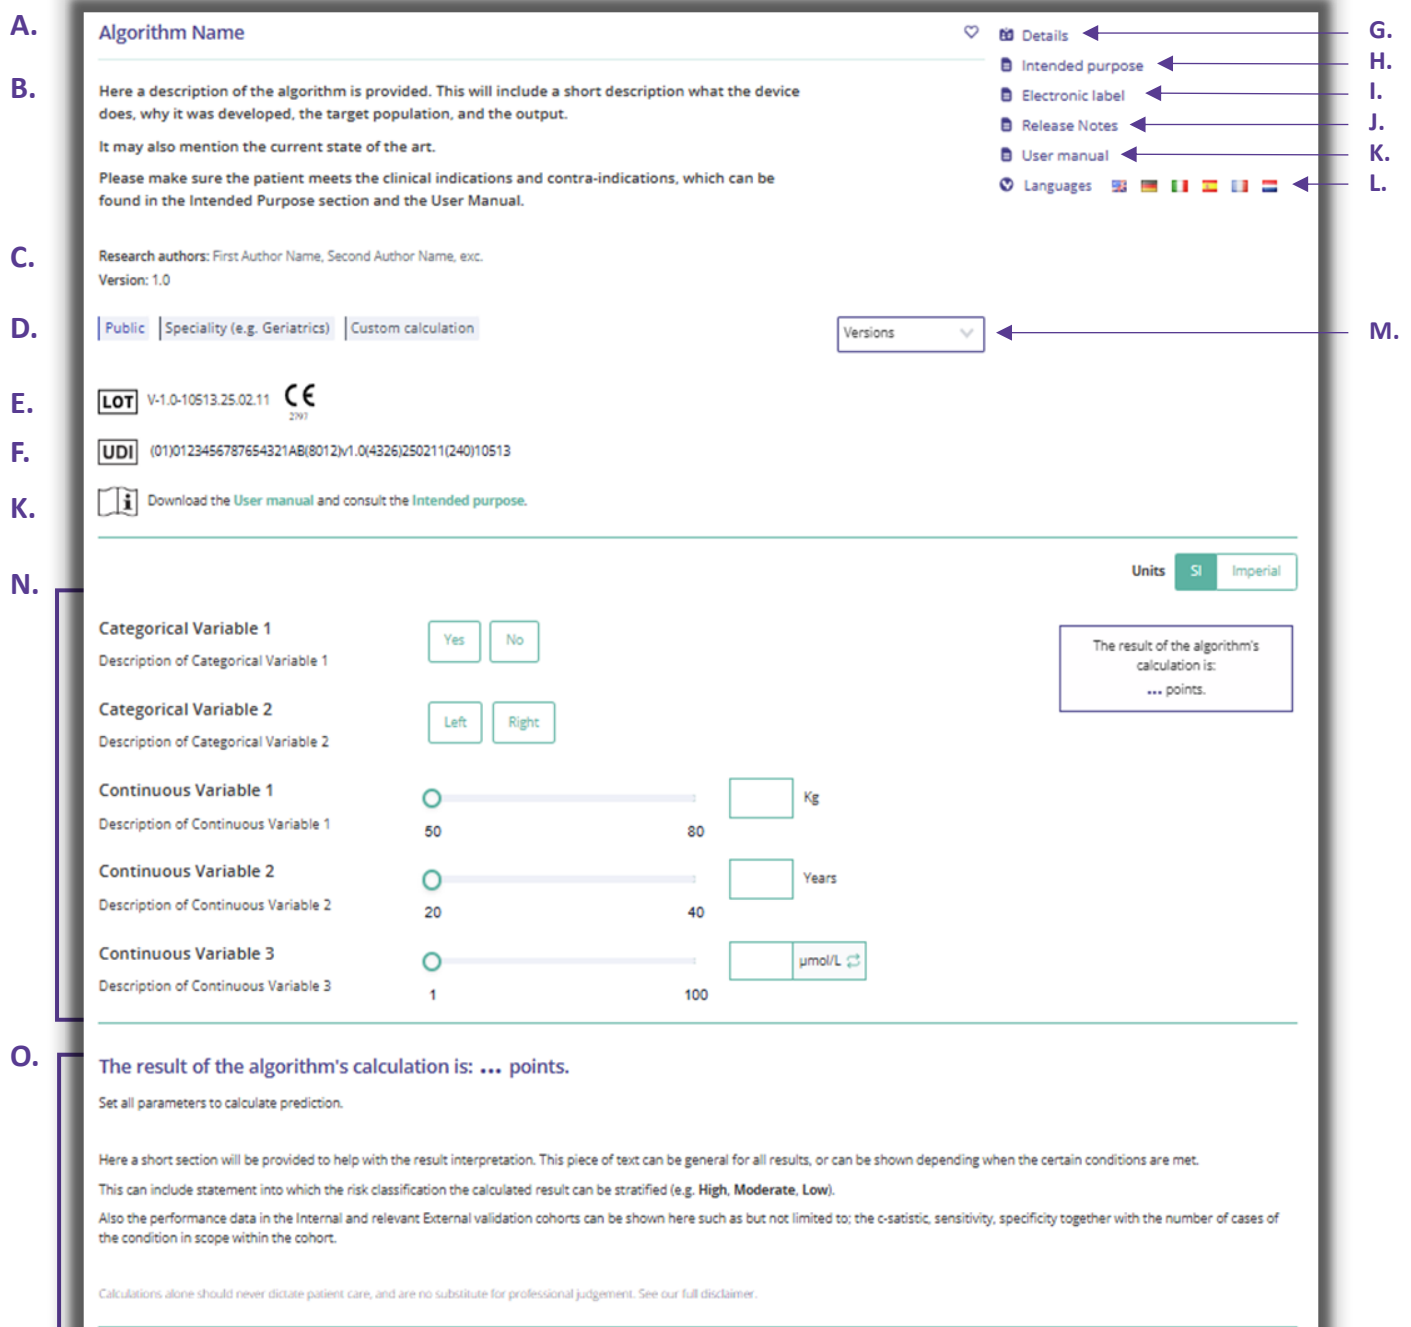 A.
Algorithm Name
Details
G.
Intended purpose
H.
B.
Here a description of the algorithm is provided. This will include a short description what the device
does, why it was developed, the target population, and the output.
Electronic label
I.
Release Notes
J.
It may also mention the current state of the art.
User manual
K.
Please make sure the patient meets the clinical indications and contra-indications, which can be
found in the Intended Purpose section and the User Manual.
Languages
L.
C.
Research authors: First Author Name, Second Author Name, exc.
Version: 1.0
D.
Public Speciality (e.g. Geriatrics) Custom calculation
Versions
M.
E.
LOT V-1.0-10513.25.02.11 CE
2797
F.
UDI (01)0123456787654321AB(8012)v1.0(4326)250211(240)10513
K.
i Download the User manual and consult the Intended purpose.
Units SI Imperial
N.
Categorical Variable 1
Yes No
Description of Categorical Variable 1
The result of the algorithm's
calculation is:
... points.
Categorical Variable 2
Left Right
Description of Categorical Variable 2
Continuous Variable 1
Kg
Description of Continuous Variable 1
50 80
Continuous Variable 2
Years
Description of Continuous Variable 2
20 40
Continuous Variable 3
µmol/L
Description of Continuous Variable 3
1 100
O.
The result of the algorithm's calculation is: ... points.
Set all parameters to calculate prediction.
Here a short section will be provided to help with the result interpretation. This piece of text can be general for all results, or can be shown depending when the certain conditions are met.
This can include statement into which the risk classification the calculated result can be stratified (e.g. High, Moderate, Low).
Also the performance data in the Internal and relevant External validation cohorts can be shown here such as but not limited to; the c-satistic, sensitivity, specificity together with the number of cases of
the condition in scope within the cohort.
Calculations alone should never dictate patient care, and are no substitute for professional judgement. See our full disclaimer.